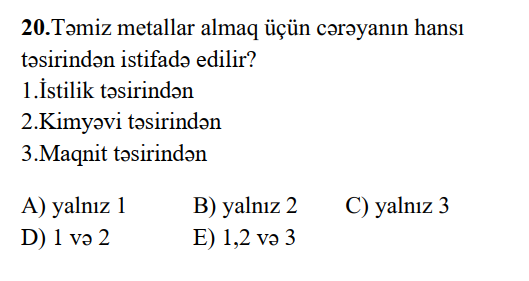 20.Təmiz metallar almaq üçün cərəyanın hansı
təsirindən istifadə edilir?
1.İstilik təsirindən
2.Kimyəvi təsirindən
3.Maqnit təsirindən
A) yalnız 1 B) yalnız 2 C) yalnız 3
D) 1 və 2 E) 1,2 və 3